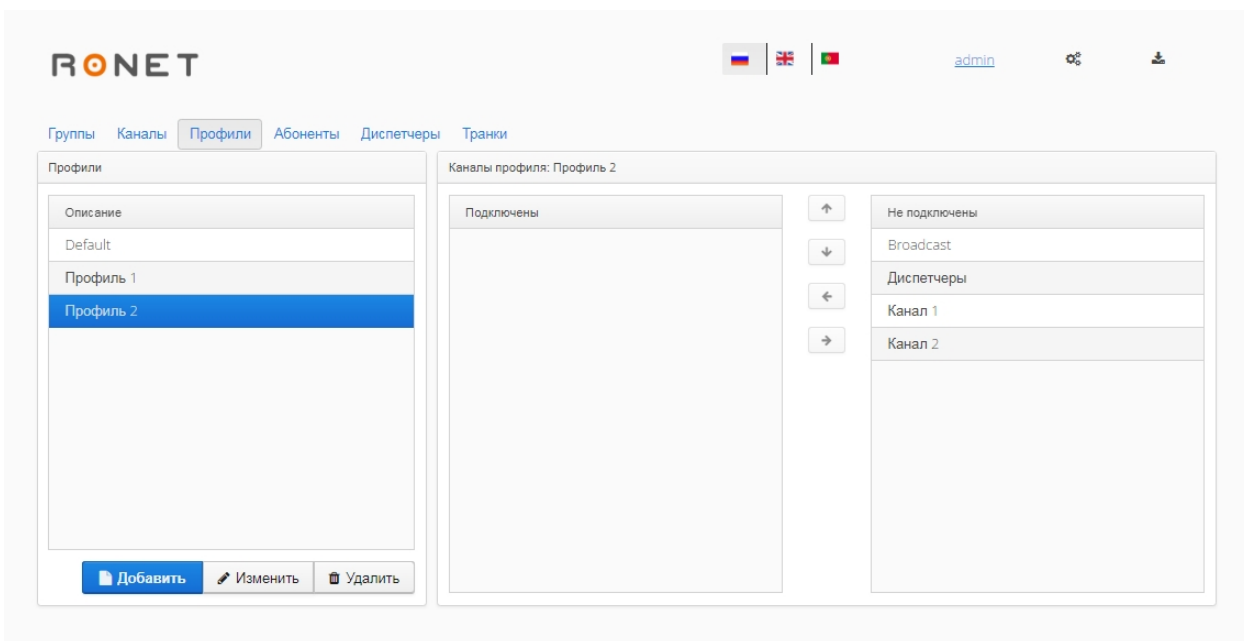 RONET
admin
Группы Каналы Профили Абоненты Диспетчеры Транки
Профили
Каналы профиля: Профиль 2
Описание
Default
Профиль 1
Профиль 2
Добавить Изменить Удалить
Подключены
Не подключены
Broadcast
Диспетчеры
Канал 1
Канал 2